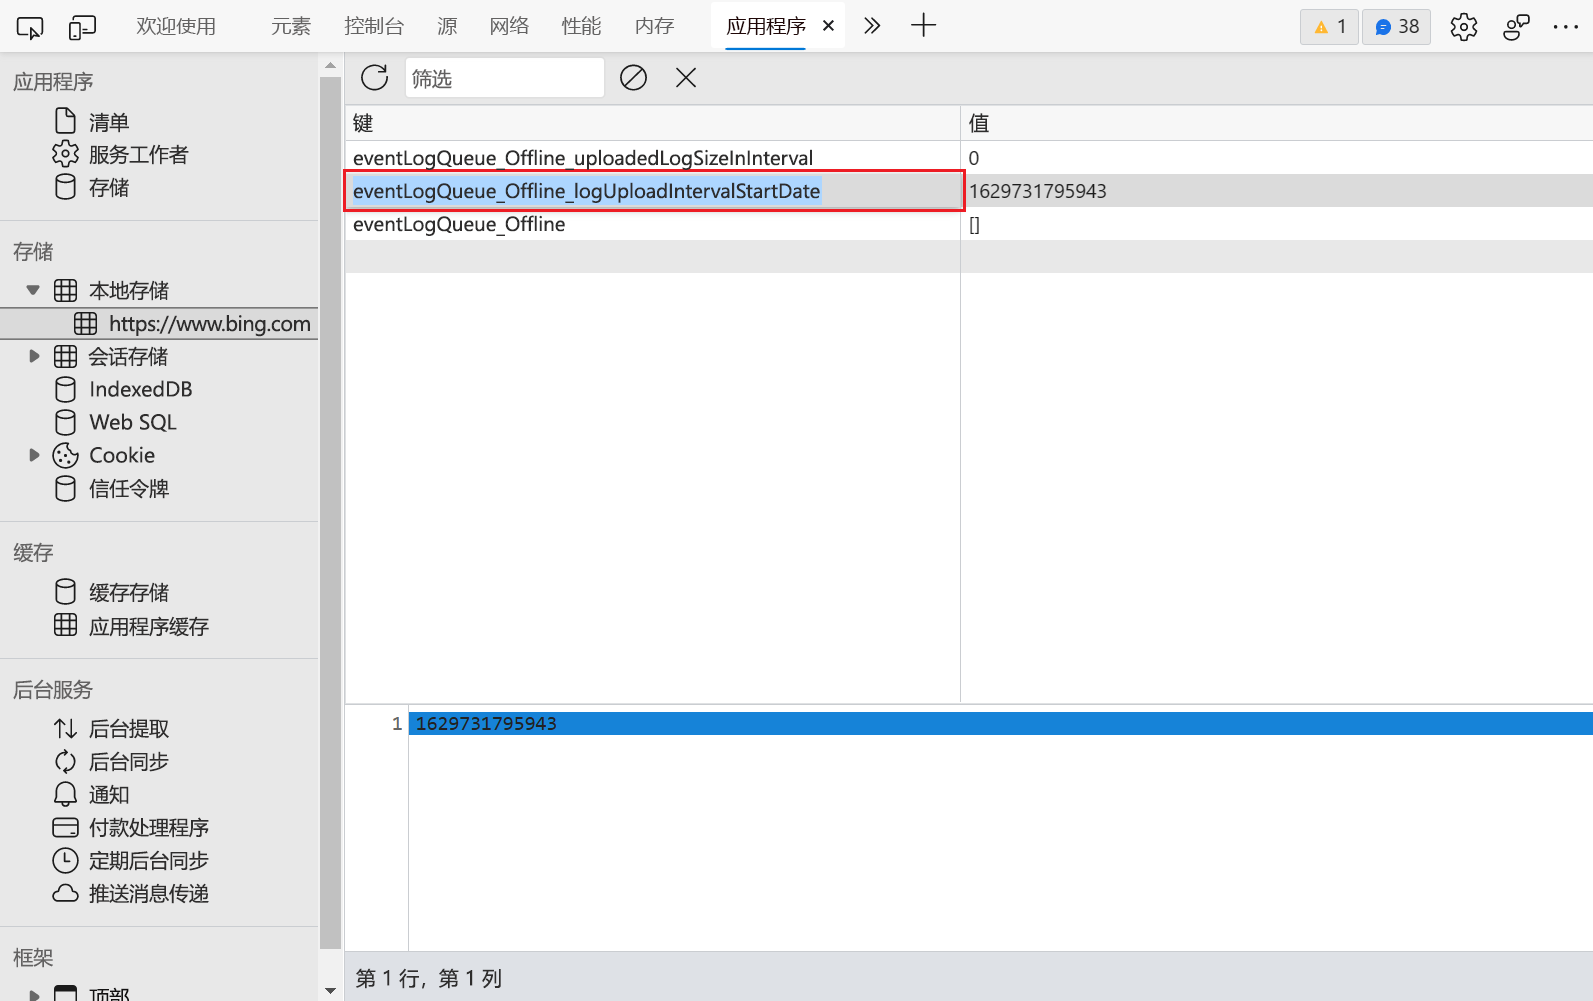 欢迎使用 元素 控制台 源 网络 性能 内存 应用程序 1 38
应用程序
清单
服务工作者
存储
存储
本地存储
https://www.bing.com
会话存储
IndexedDB
Web SQL
Cookie
信任令牌
缓存
缓存存储
应用程序缓存
后台服务
后台提取
后台同步
通知
付款处理程序
定期后台同步
推送消息传递
框架
顶部
筛选
键 值
eventLogQueue_Offline_uploadedLogSizeInInterval 0
eventLogQueue_Offline_logUploadIntervalStartDate 1629731795943
eventLogQueue_Offline []
1 1629731795943
第 1 行，第 1 列